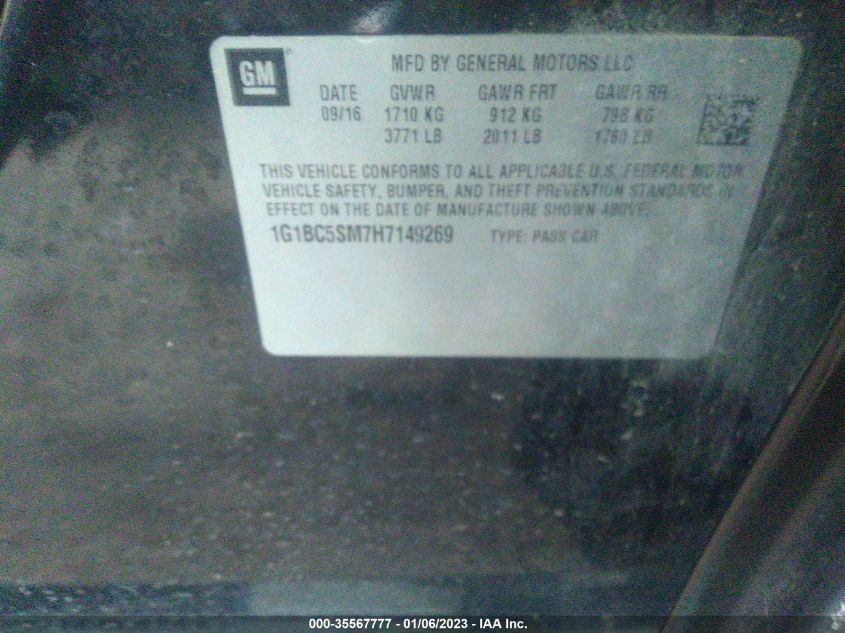 GM
MFD BY GENERAL MOTORS LLC
DATE GVWR GAWR FRT GAWR RR
09/16 1710 KG 912 KG 798 KG
3771 LB 2011 LB 1760 LB
THIS VEHICLE CONFORMS TO ALL APPLICABLE U.S. FEDERAL MOTOR
VEHICLE SAFETY, BUMPER, AND THEFT PREVENTION STANDARDS IN
EFFECT ON THE DATE OF MANUFACTURE SHOWN ABOVE.
1G1BC5SM7H7149269 TYPE: PASS CAR
000-35567777 - 01/06/2023 - IAA Inc.